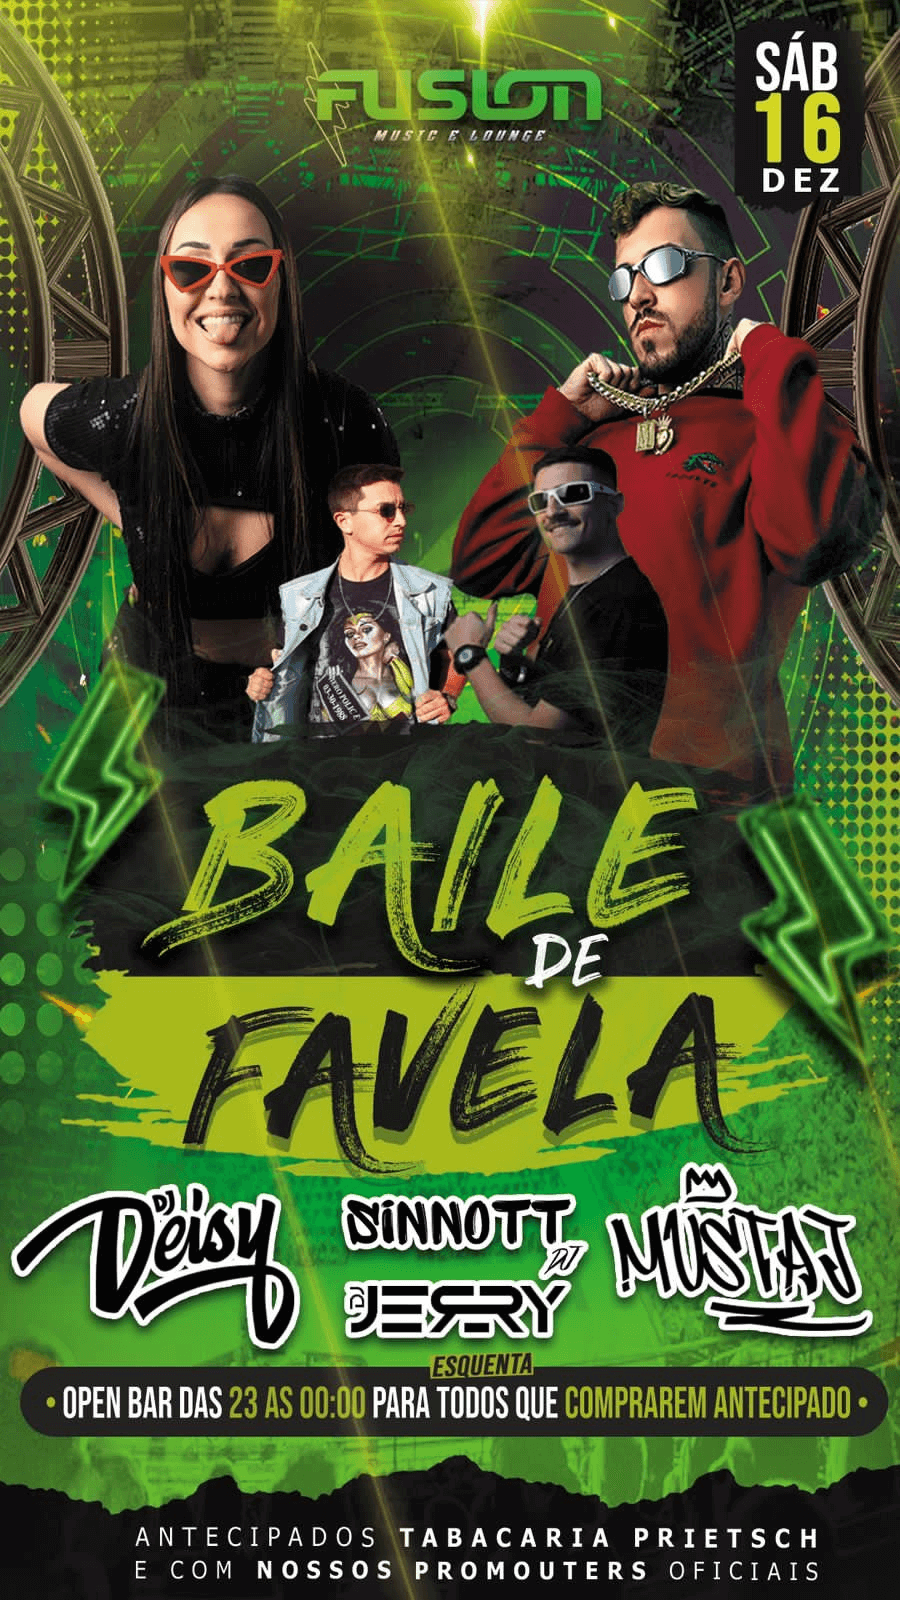 FUSION
MUSIC E LOUNGE
SÁB
16
DEZ
BAILE
DE
FAVELA
DJ
Deisy
SINNOTT
DJ
DJ JERRY
MUSTAJ
ESQUENTA
• OPEN BAR DAS 23 AS 00:00 PARA TODOS QUE COMPRAREM ANTECIPADO •
ANTECIPADOS TABACARIA PRIETSCH
E COM NOSSOS PROMOUTERS OFICIAIS